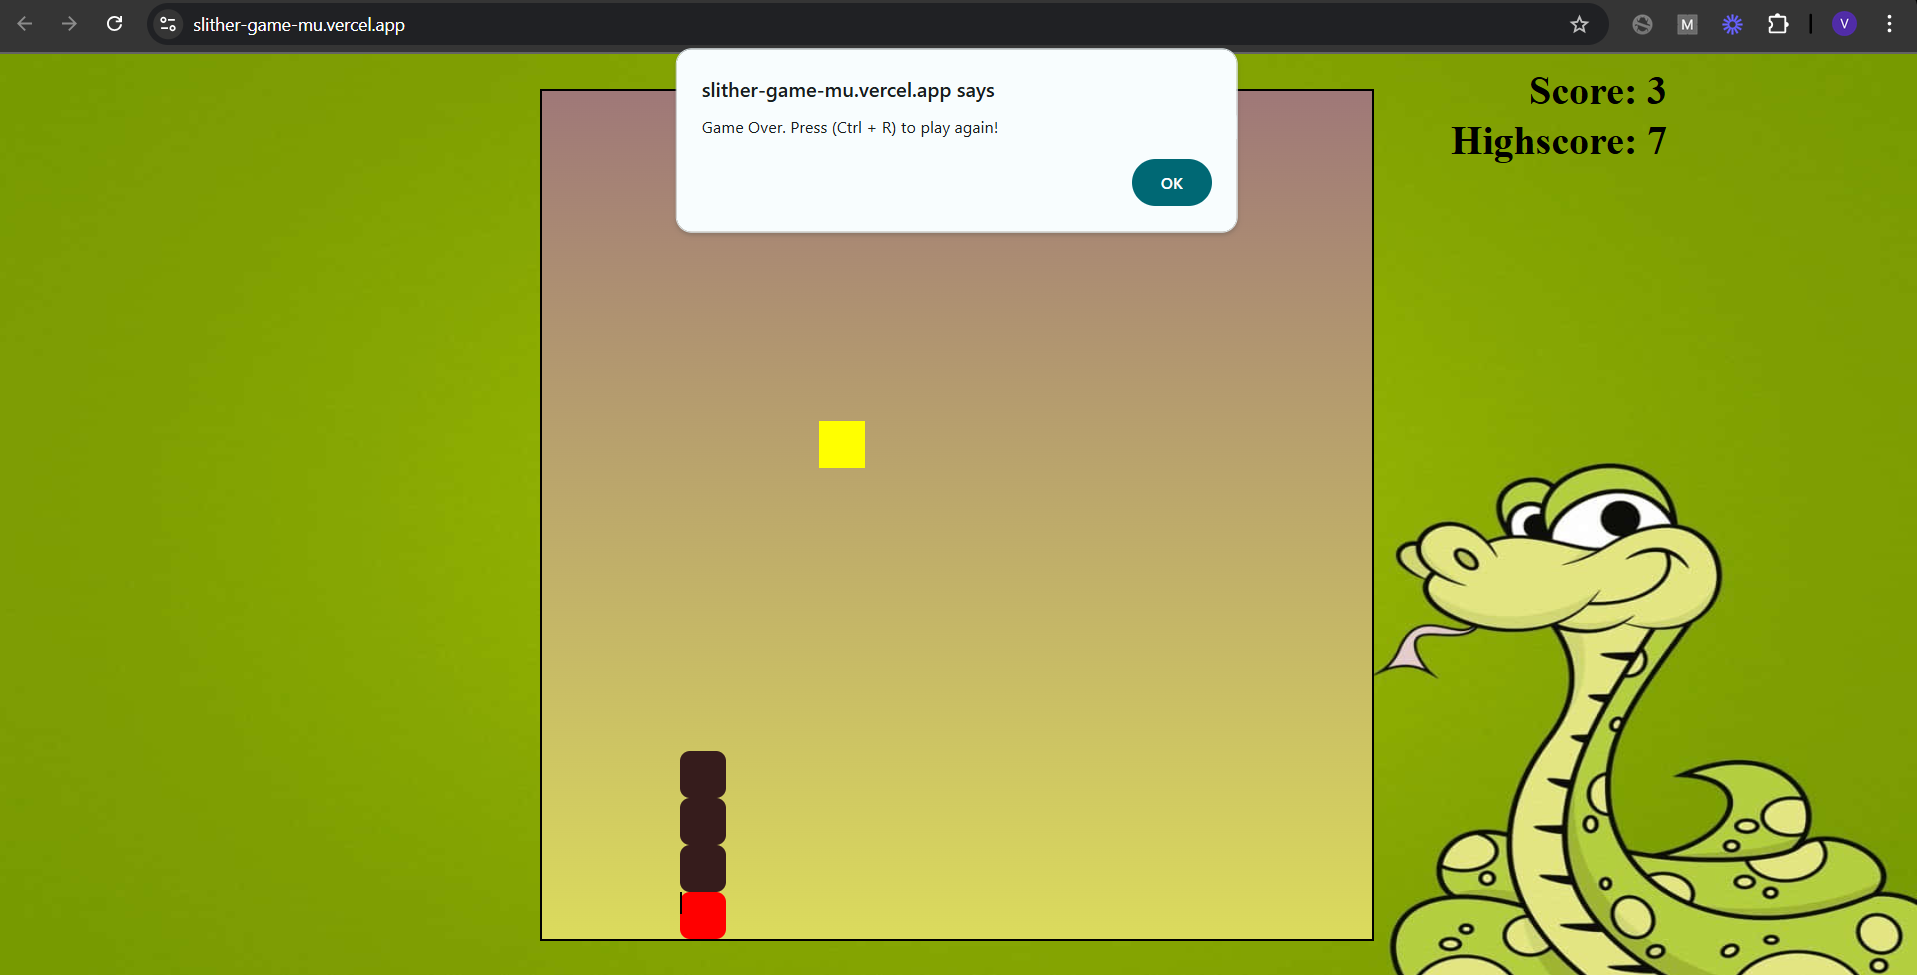 slither-game-mu.vercel.app
M
V
slither-game-mu.vercel.app says
Game Over. Press (Ctrl + R) to play again!
OK
Score: 3
Highscore: 7